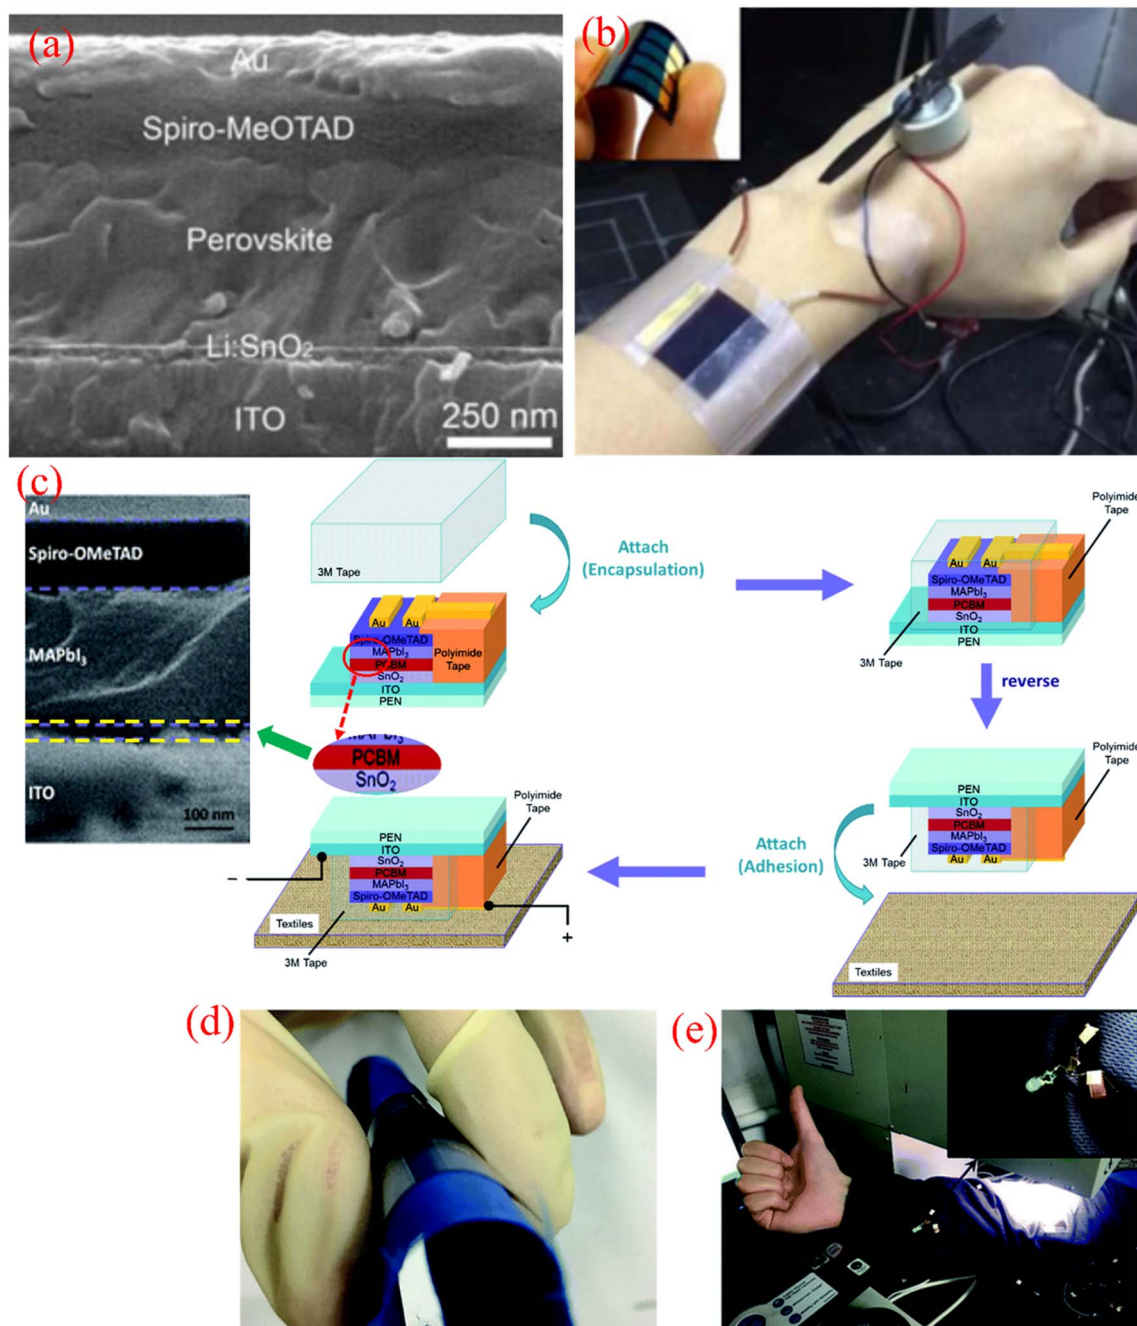 (a)
Au
Spiro-MeOTAD
Perovskite
Li:SnO₂
ITO
250 nm
(b)
(c)
Au
Spiro-OMeTAD
MAPbI₃
ITO
100 nm
3M Tape
Attach
(Encapsulation)
Au Au
Spiro-OMeTAD
MAPbI₃
PCBM
SnO₂
ITO
PEN
Polyimide
Tape
MAPbI₃
PCBM
SnO₂
Polyimide
Tape
Au Au
Spiro-OMeTAD
MAPbI₃
PCBM
SnO₂
ITO
PEN
3M Tape
reverse
Polyimide
Tape
PEN
ITO
SnO₂
PCBM
MAPbI₃
Spiro-OMeTAD
Au Au
3M Tape
Attach
(Adhesion)
Textiles
Polyimide
Tape
PEN
ITO
SnO₂
PCBM
MAPbI₃
Spiro-OMeTAD
Au Au
−
+
Textiles
3M Tape
(d)
(e)